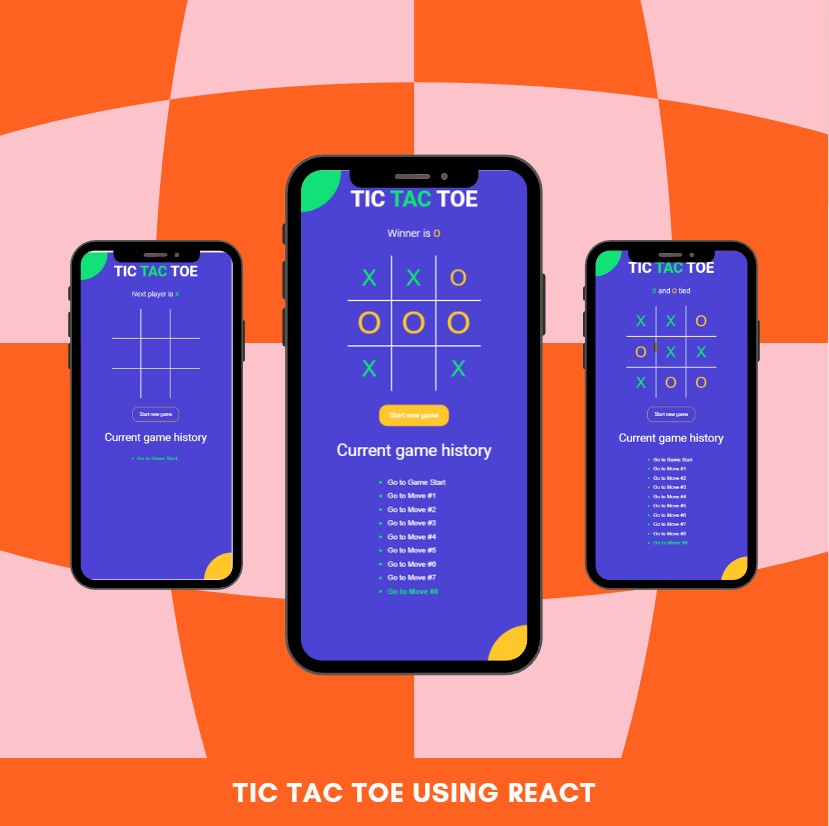 TIC TAC TOE
Next player is X
Start new game
Current game history
Go to Game Start
TIC TAC TOE
Winner is O
X X O
O O O
X X
Start new game
Current game history
Go to Game Start
Go to Move #1
Go to Move #2
Go to Move #3
Go to Move #4
Go to Move #5
Go to Move #6
Go to Move #7
Go to Move #8
TIC TAC TOE
X and O tied
X X O
O X X
X O O
Start new game
Current game history
Go to Game Start
Go to Move #1
Go to Move #2
Go to Move #3
Go to Move #4
Go to Move #5
Go to Move #6
Go to Move #7
Go to Move #8
Go to Move #9
TIC TAC TOE USING REACT